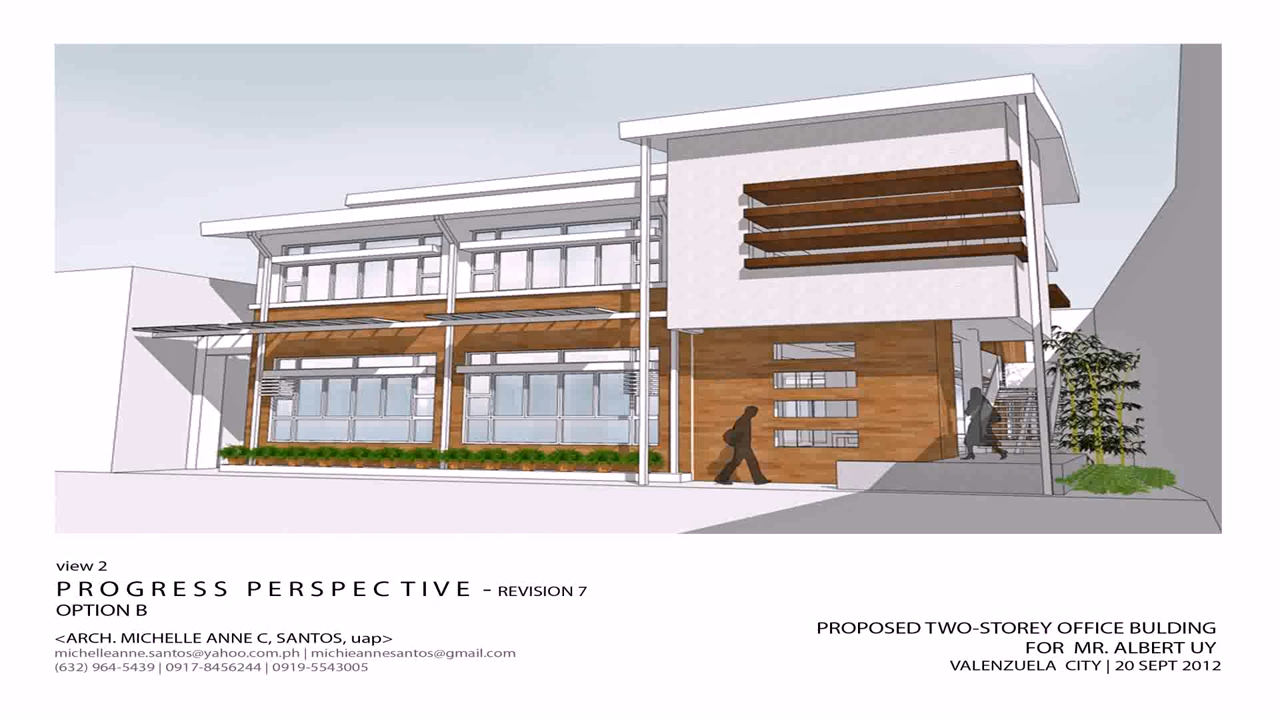 view 2
PROGRESS PERSPECTIVE - REVISION 7
OPTION B
<ARCH. MICHELLE ANNE C, SANTOS, uap>
michelleanne.santos@yahoo.com.ph | michieannesantos@gmail.com
(632) 964-5439 | 0917-8456244 | 0919-5543005
PROPOSED TWO-STOREY OFFICE BULDING
FOR MR. ALBERT UY
VALENZUELA CITY | 20 SEPT 2012